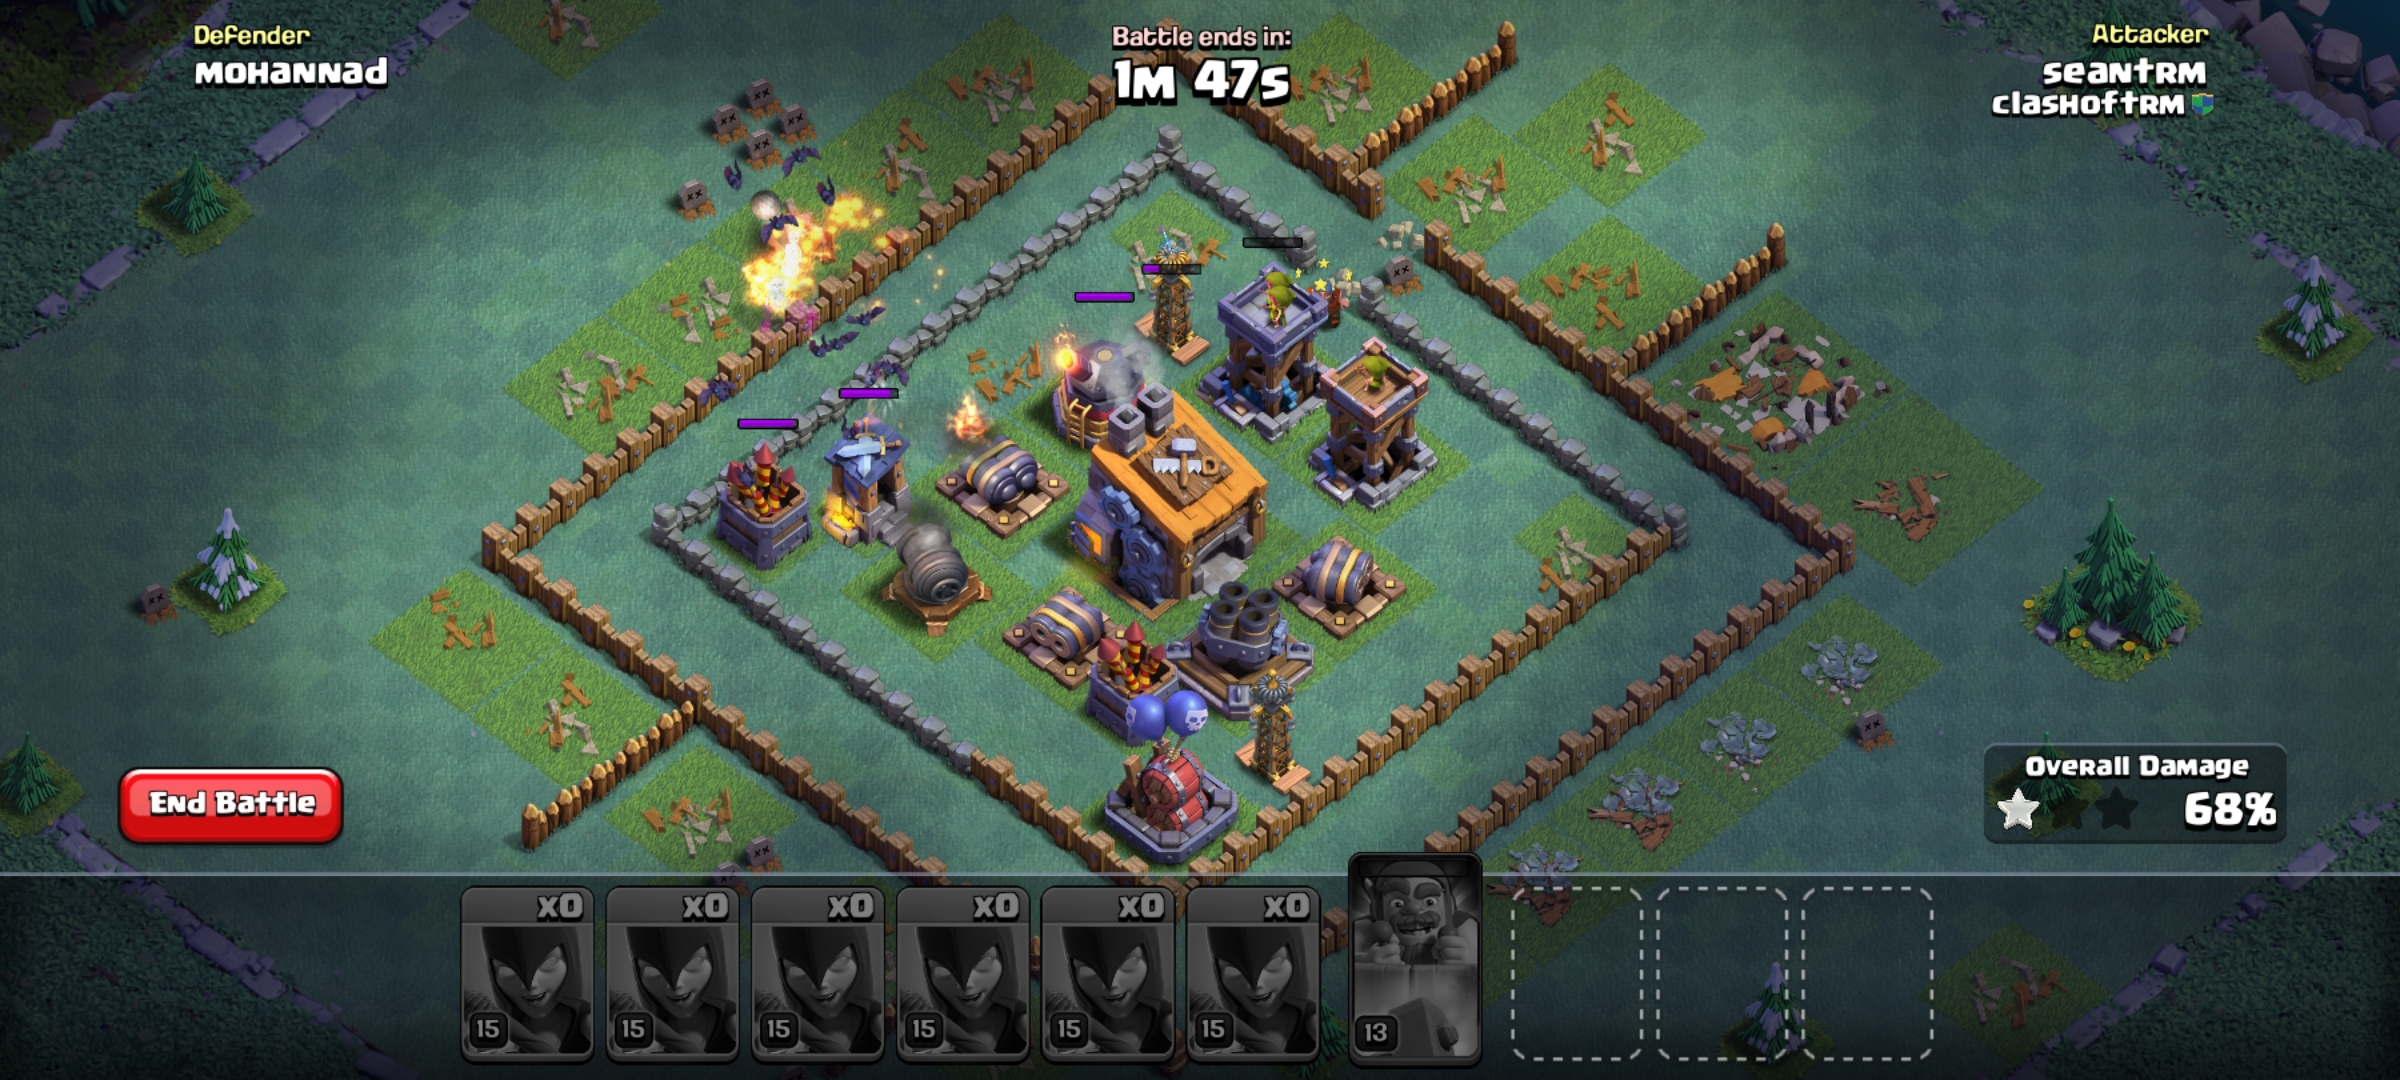 Defender
MOHANNAd
Battle ends in:
1M 47s
Attacker
seantRM
clashoftRM
End Battle
Overall Damage
68%
x0
x0
x0
x0
x0
x0
15
15
15
15
15
15
13